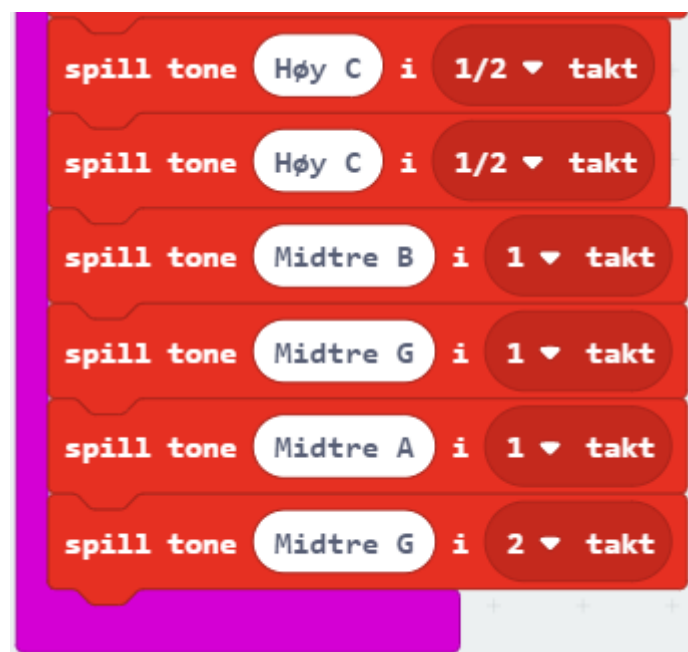 spill tone Høy C i 1/2 takt
spill tone Høy C i 1/2 takt
spill tone Midtre B i 1 takt
spill tone Midtre G i 1 takt
spill tone Midtre A i 1 takt
spill tone Midtre G i 2 takt